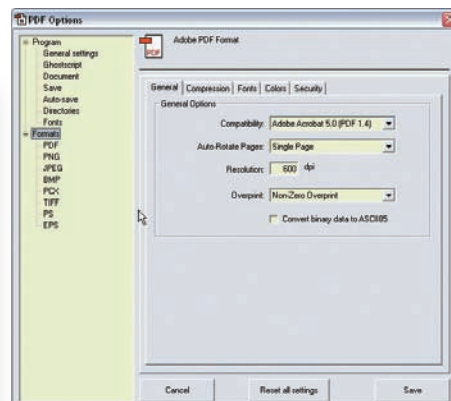 PDF Options
Program
General settings
Ghostscript
Document
Save
Auto-save
Directories
Fonts
Formats
PDF
PNG
JPEG
BMP
PCX
TIFF
PS
EPS
PDF
Adobe PDF Format
General
Compression
Fonts
Colors
Security
General Options
Compatibility: Adobe Acrobat 5.0 (PDF 1.4)
Auto-Rotate Pages: Single Page
Resolution: 600 dpi
Overprint: Non-Zero Overprint
Convert binary data to ASCII85
Cancel
Reset all settings
Save